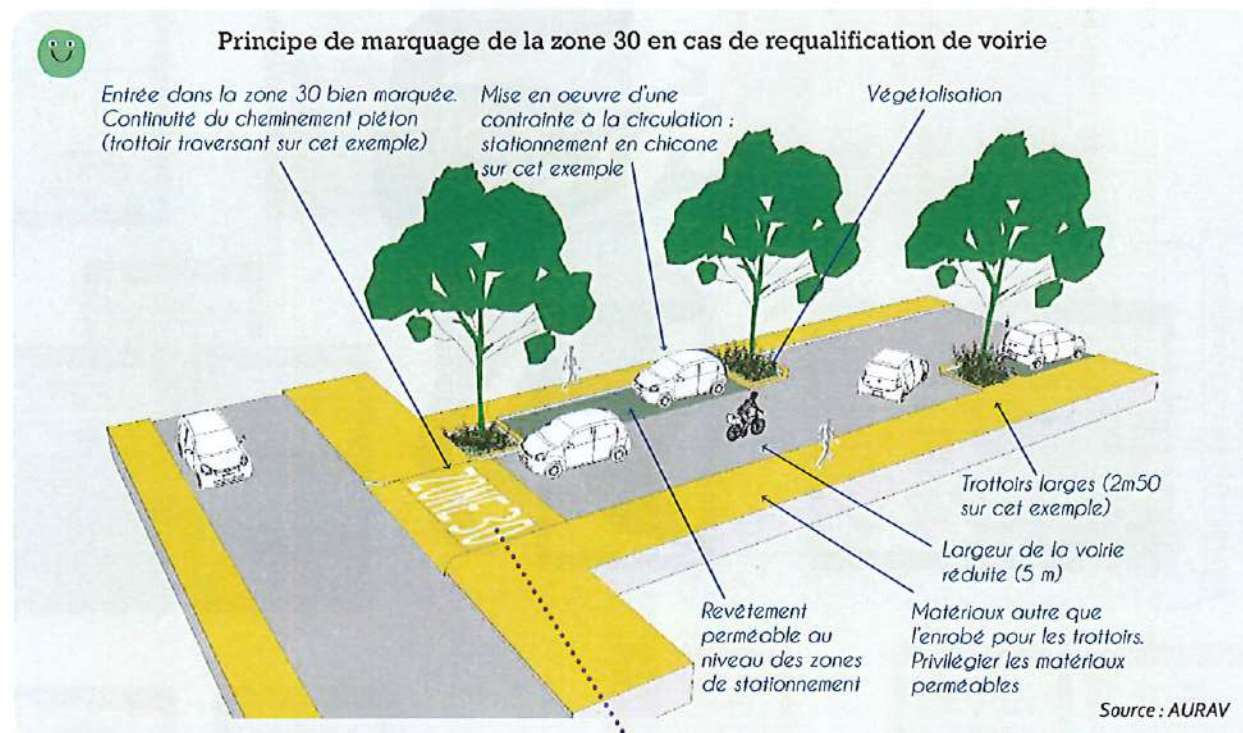 Principe de marquage de la zone 30 en cas de requalification de voirie
Entrée dans la zone 30 bien marquée.
Continuité du cheminement piéton
(trottoir traversant sur cet exemple)
Mise en oeuvre d'une
contrainte à la circulation :
stationnement en chicane
sur cet exemple
Végétalisation
ZONE 30
Trottoirs larges (2m50
sur cet exemple)
Largeur de la voirie
réduite (5 m)
Revêtement
perméable au
niveau des zones
de stationnement
Matériaux autre que
l'enrobé pour les trottoirs.
Privilégier les matériaux
perméables
Source : AURAV